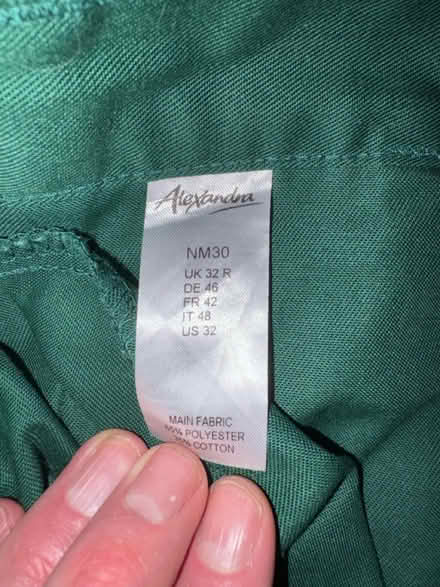 Alexandra
NM30
UK 32 R
DE 46
FR 42
IT 48
US 32
MAIN FABRIC
POLYESTER
COTTON